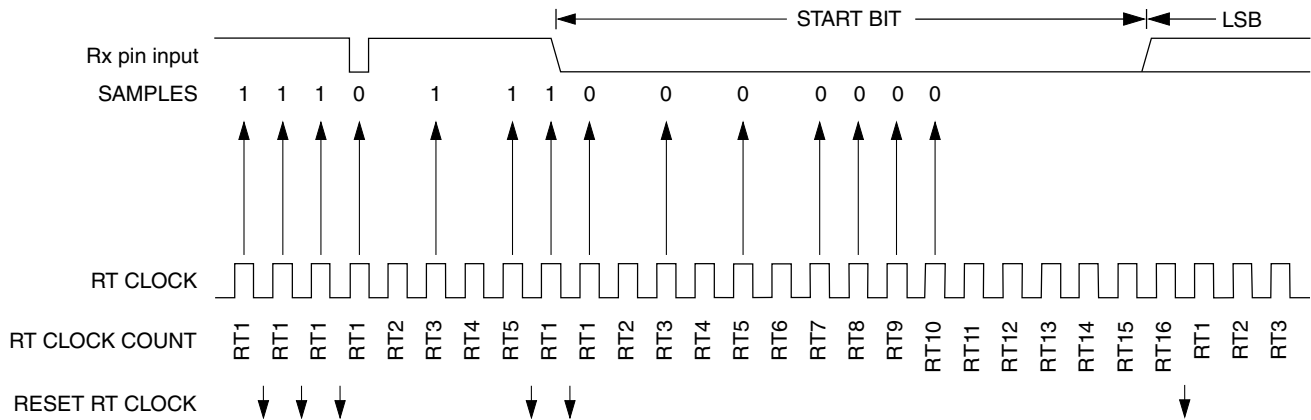 START BIT
LSB
Rx pin input
SAMPLES 1 1 1 0 1 1 1 0 0 0 0 0 0 0
RT CLOCK
RT CLOCK COUNT RT1 RT1 RT1 RT1 RT2 RT3 RT4 RT5 RT1 RT1 RT2 RT3 RT4 RT5 RT6 RT7 RT8 RT9 RT10 RT11 RT12 RT13 RT14 RT15 RT16 RT1 RT2 RT3
RESET RT CLOCK